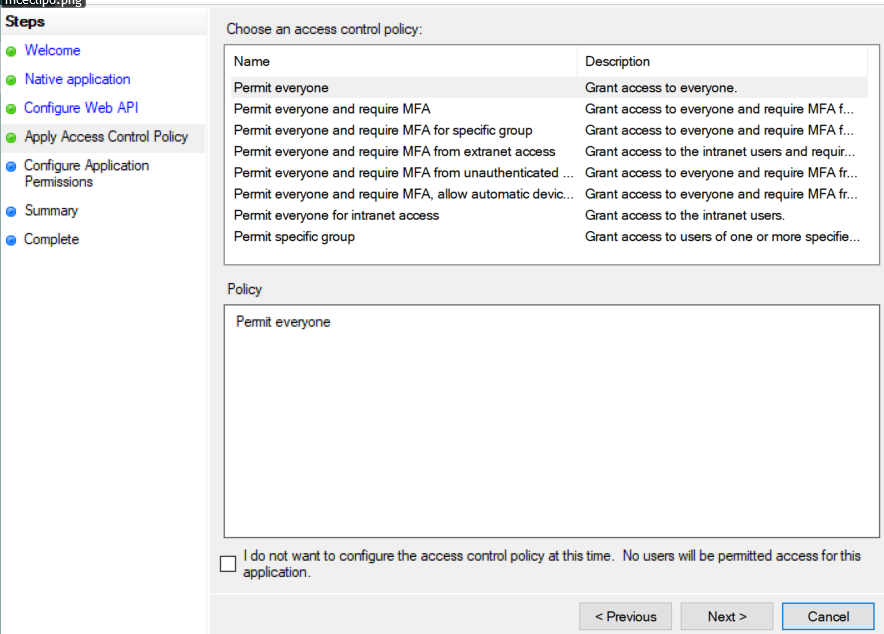 mceclip0.png
Steps
Welcome
Native application
Configure Web API
Apply Access Control Policy
Configure Application
Permissions
Summary
Complete
Choose an access control policy:
Name Description
Permit everyone Grant access to everyone.
Permit everyone and require MFA Grant access to everyone and require MFA f...
Permit everyone and require MFA for specific group Grant access to everyone and require MFA f...
Permit everyone and require MFA from extranet access Grant access to the intranet users and requir...
Permit everyone and require MFA from unauthenticated ... Grant access to everyone and require MFA fr...
Permit everyone and require MFA, allow automatic devic... Grant access to everyone and require MFA fr...
Permit everyone for intranet access Grant access to the intranet users.
Permit specific group Grant access to users of one or more specifie...
Policy
Permit everyone
I do not want to configure the access control policy at this time. No users will be permitted access for this
application.
< Previous Next > Cancel